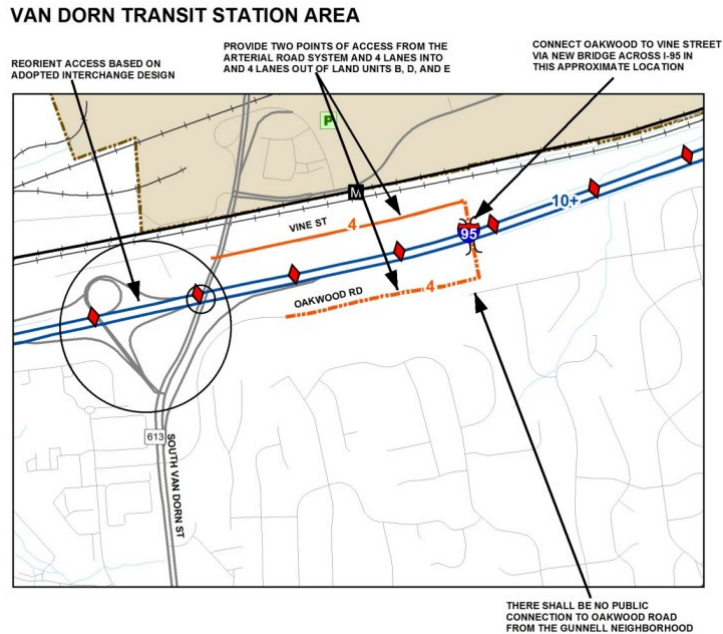 VAN DORN TRANSIT STATION AREA
REORIENT ACCESS BASED ON
ADOPTED INTERCHANGE DESIGN
PROVIDE TWO POINTS OF ACCESS FROM THE
ARTERIAL ROAD SYSTEM AND 4 LANES INTO
AND 4 LANES OUT OF LAND UNITS B, D, AND E
CONNECT OAKWOOD TO VINE STREET
VIA NEW BRIDGE ACROSS I-95 IN
THIS APPROXIMATE LOCATION
P
M
10+
VINE ST
4
95
OAKWOOD RD
4
613
SOUTH VAN DORN ST
THERE SHALL BE NO PUBLIC
CONNECTION TO OAKWOOD ROAD
FROM THE GUNNELL NEIGHBORHOOD